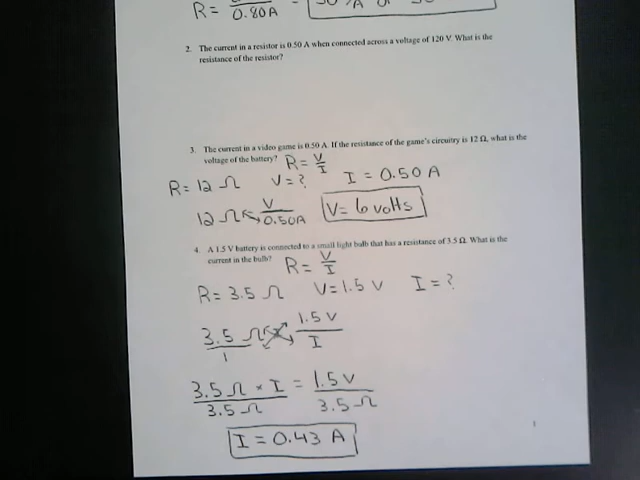 R = 0.80A =
2. The current in a resistor is 0.50 A when connected across a voltage of 120 V. What is the
resistance of the resistor?
3. The current in a video game is 0.50 A. If the resistance of the game's circuitry is 12 Ω, what is the
voltage of the battery? R = V/I
R = 12 Ω V = ? I = 0.50 A
12 Ω V/0.50A V = 6 volts
4. A 1.5 V battery is connected to a small light bulb that has a resistance of 3.5 Ω. What is the
current in the bulb? R = V/I
R = 3.5 Ω V = 1.5 V I = ?
3.5 Ω/1 = 1.5 V/I
3.5 Ω × I/3.5 Ω = 1.5 V/3.5 Ω
I = 0.43 A
1